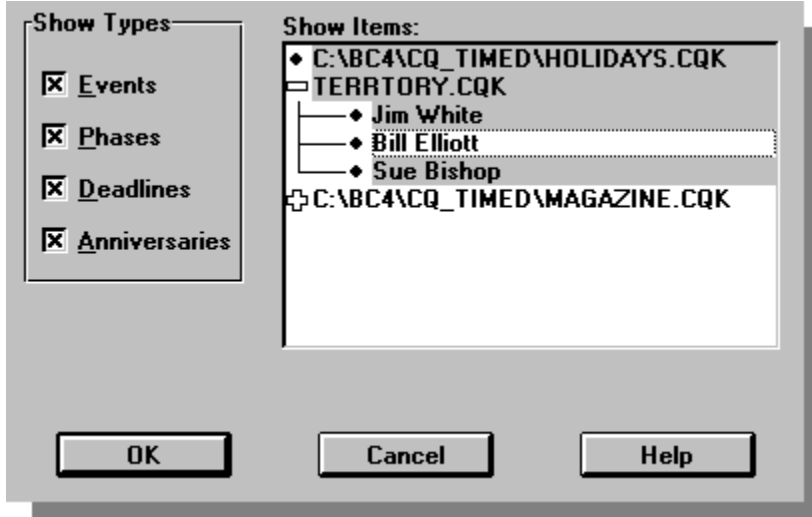 Show Types
Events
Phases
Deadlines
Anniversaries
Show Items:
C:\BC4\CQ_TIMED\HOLIDAYS.CQK
TERRTORY.CQK
Jim White
Bill Elliott
Sue Bishop
C:\BC4\CQ_TIMED\MAGAZINE.CQK
OK
Cancel
Help